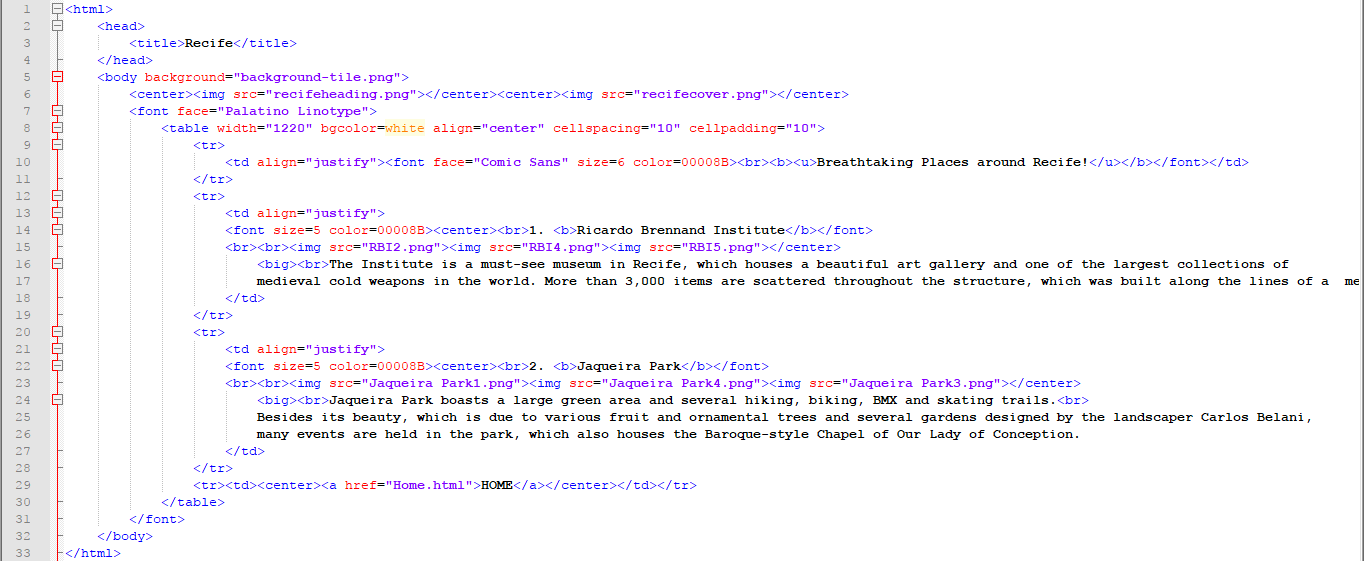 1 <html>
2 <head>
3 <title>Recife</title>
4 </head>
5 <body background="background-tile.png">
6 <center><img src="recifeheading.png"></center><center><img src="recifecover.png"></center>
7 <font face="Palatino Linotype">
8 <table width="1220" bgcolor=white align="center" cellspacing="10" cellpadding="10">
9 <tr>
10 <td align="justify"><font face="Comic Sans" size=6 color=00008B><br><b><u>Breathtaking Places around Recife!</u></b></font></td>
11 </tr>
12 <tr>
13 <td align="justify">
14 <font size=5 color=00008B><center><br>1. <b>Ricardo Brennand Institute</b></font>
15 <br><br><img src="RBI2.png"><img src="RBI4.png"><img src="RBI5.png"></center>
16 <big><br>The Institute is a must-see museum in Recife, which houses a beautiful art gallery and one of the largest collections of
17 medieval cold weapons in the world. More than 3,000 items are scattered throughout the structure, which was built along the lines of a me
18 </td>
19 </tr>
20 <tr>
21 <td align="justify">
22 <font size=5 color=00008B><center><br>2. <b>Jaqueira Park</b></font>
23 <br><br><img src="Jaqueira Park1.png"><img src="Jaqueira Park4.png"><img src="Jaqueira Park3.png"></center>
24 <big><br>Jaqueira Park boasts a large green area and several hiking, biking, BMX and skating trails.<br>
25 Besides its beauty, which is due to various fruit and ornamental trees and several gardens designed by the landscaper Carlos Belani,
26 many events are held in the park, which also houses the Baroque-style Chapel of Our Lady of Conception.
27 </td>
28 </tr>
29 <tr><td><center><a href="Home.html">HOME</a></center></td></tr>
30 </table>
31 </font>
32 </body>
33 </html>